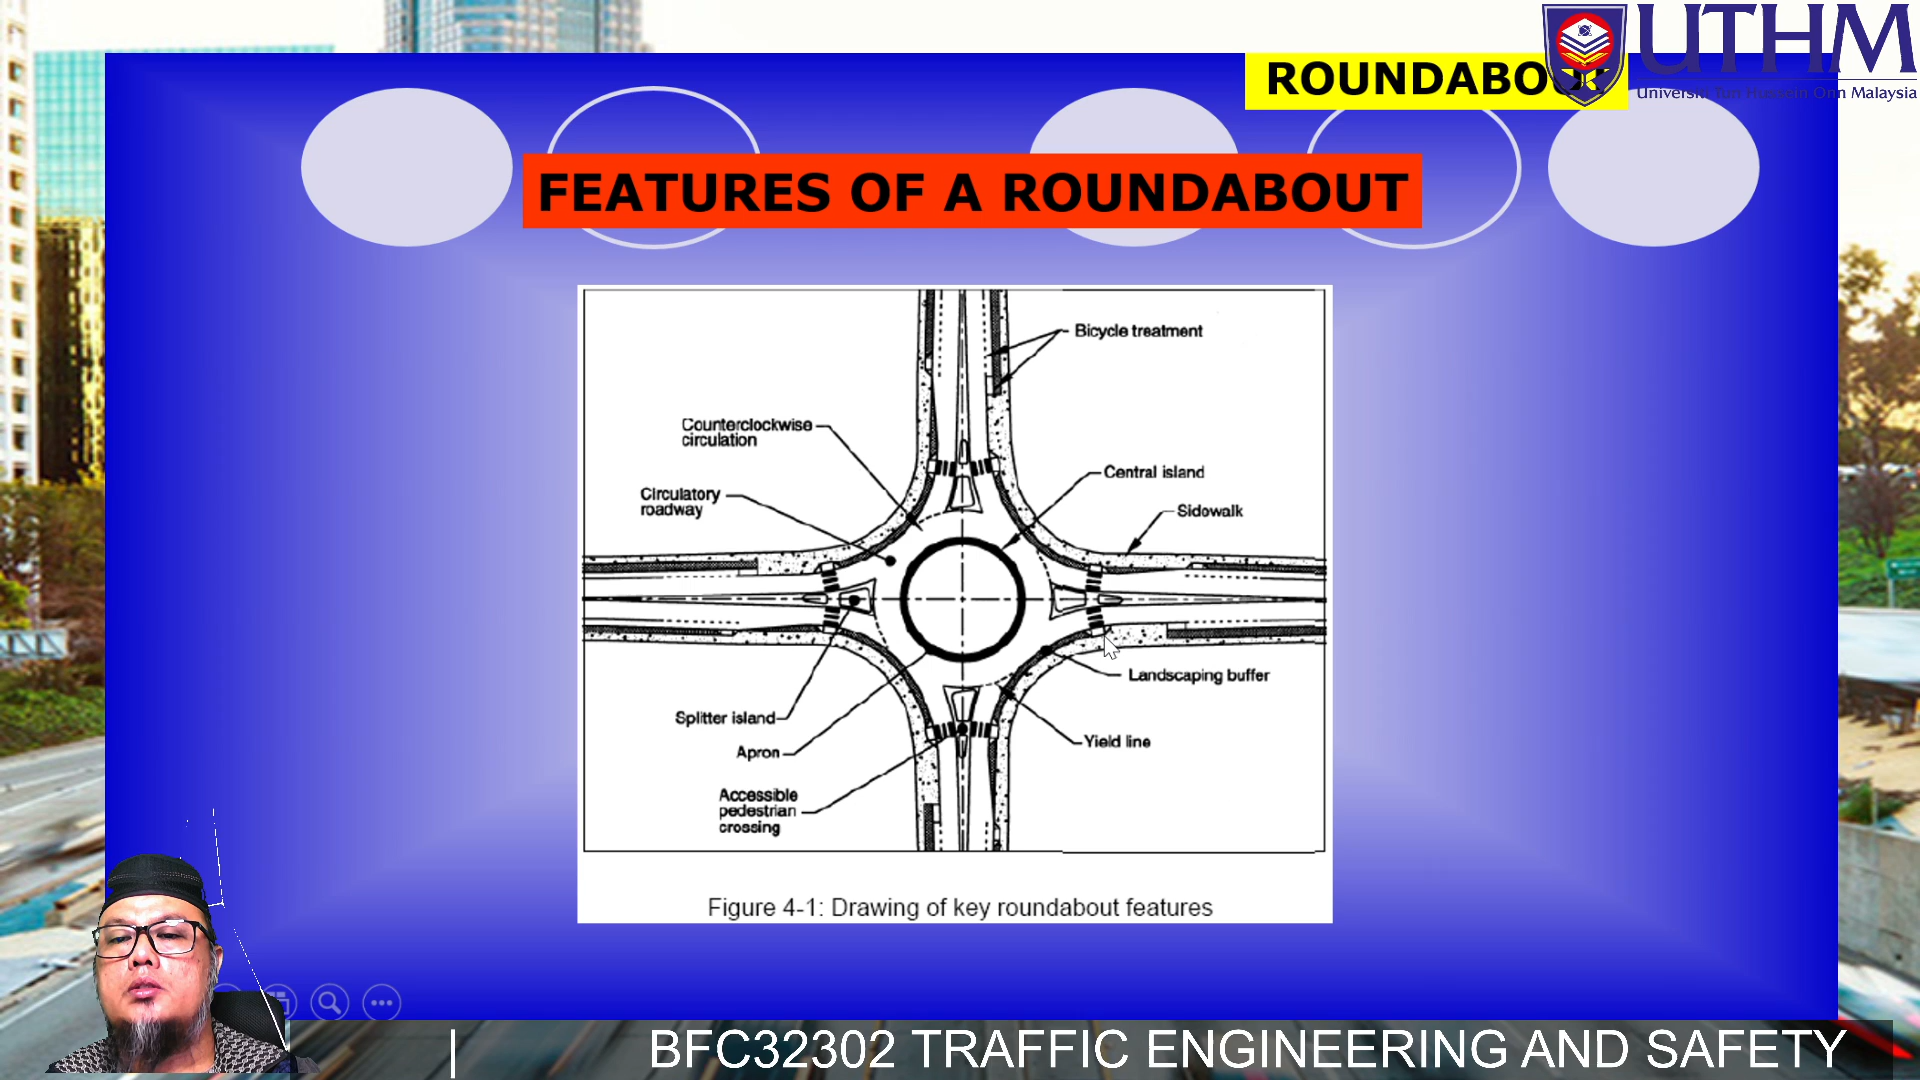 UTHM
Universiti Tun Hussein Onn Malaysia
FEATURES OF A ROUNDABOUT
Bicycle treatment
Counterclockwise
circulation
Central island
Circulatory
roadway
Sidewalk
Landscaping buffer
Splitter island
Yield line
Apron
Accessible
pedestrian
crossing
Figure 4-1: Drawing of key roundabout features
BFC32302 TRAFFIC ENGINEERING AND SAFETY